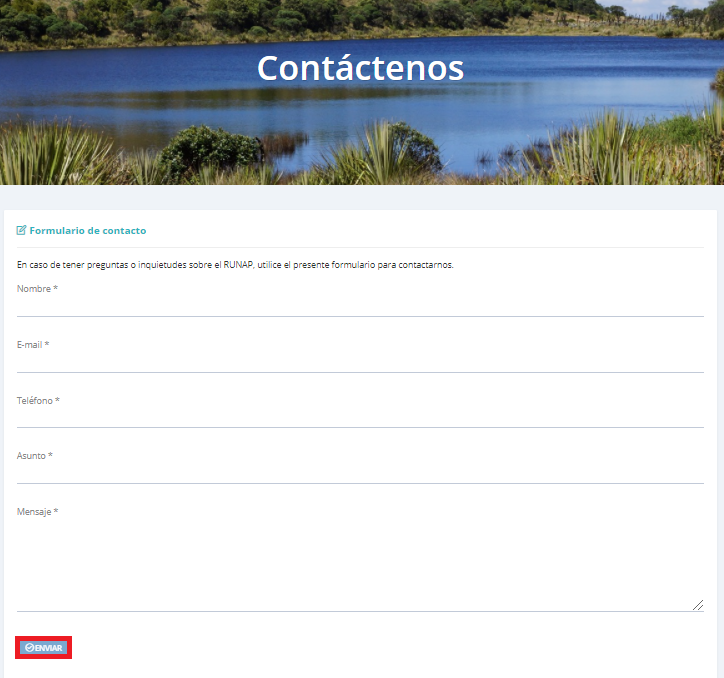 Contáctenos
Formulario de contacto
En caso de tener preguntas o inquietudes sobre el RUNAP, utilice el presente formulario para contactarnos.
Nombre *
E-mail *
Teléfono *
Asunto *
Mensaje *
ENVIAR